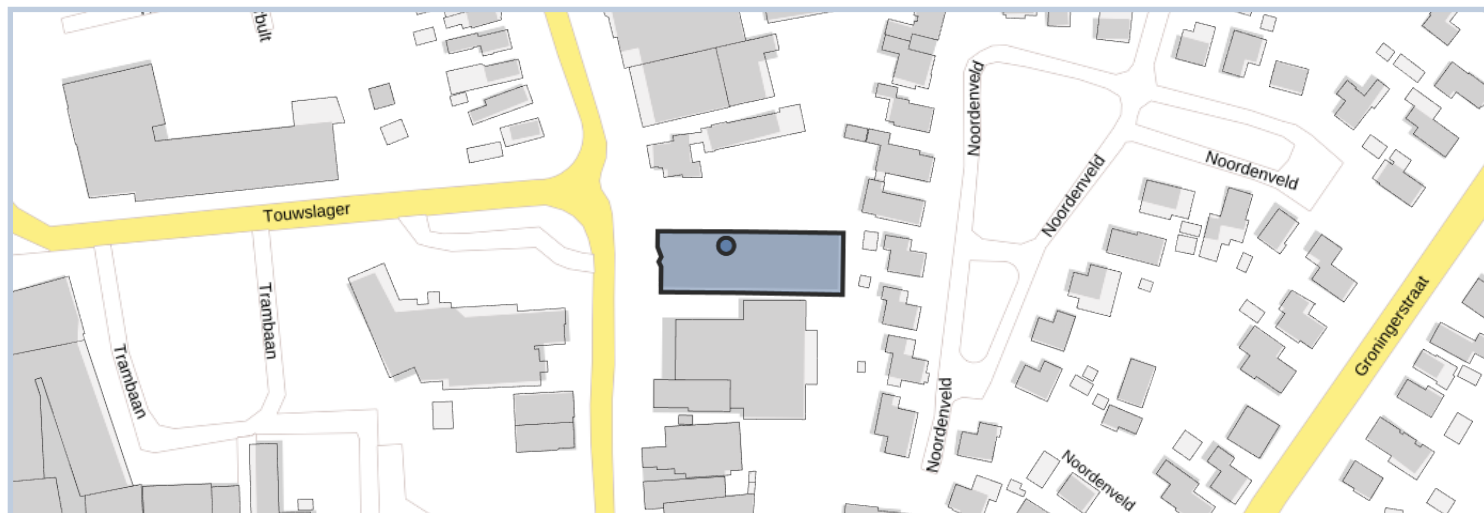 Noordenveld
Noordenveld
Noordenveld
Touwslager
Trambaan
Groningerstraat
Trambaan
Noordenveld
Noordenveld